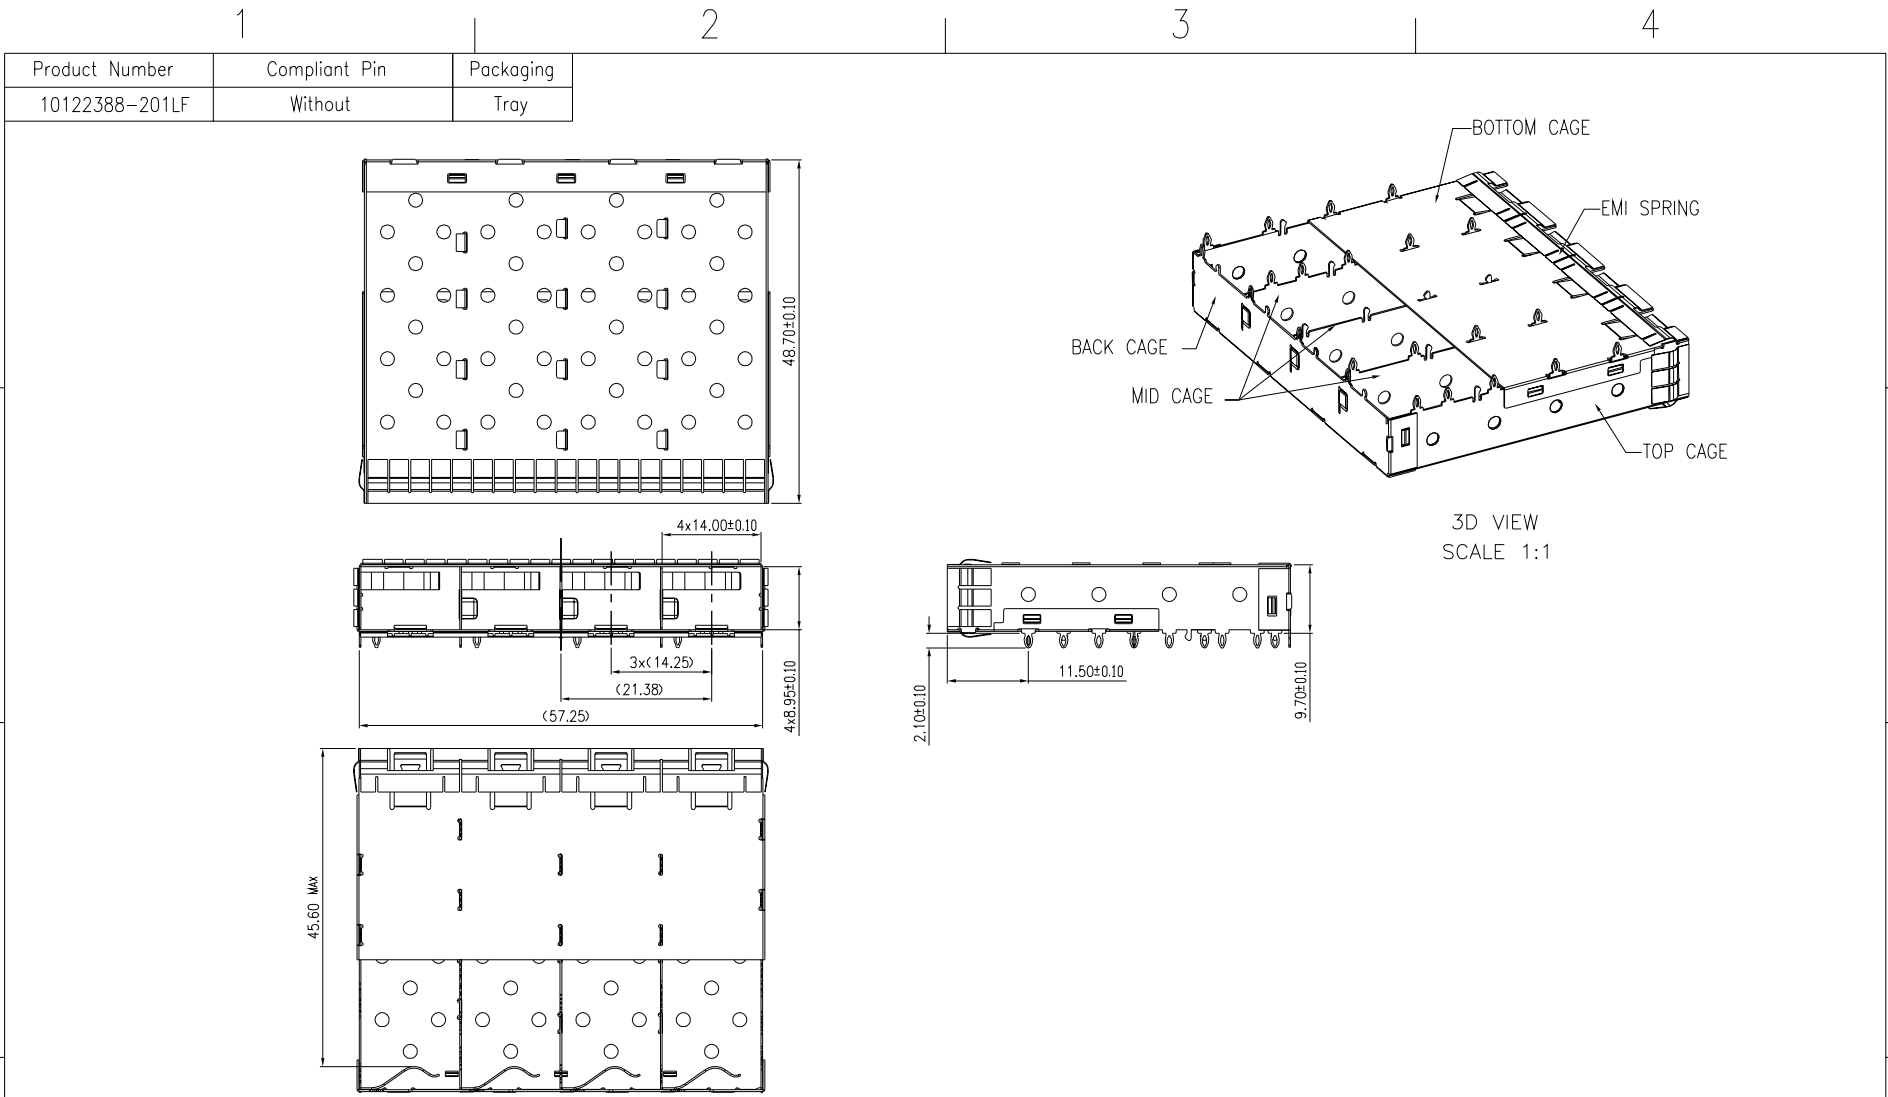 1 2 3 4
Product Number Compliant Pin Packaging
10122388-201LF Without Tray
BOTTOM CAGE
EMI SPRING
BACK CAGE
MID CAGE
TOP CAGE
3D VIEW
SCALE 1:1
48.70±0.10
4x14.00±0.10
3x(14.25)
(21.38)
(57.25)
4x8.95±0.10
2.10±0.10
11.50±0.10
9.70±0.10
45.60 MAX